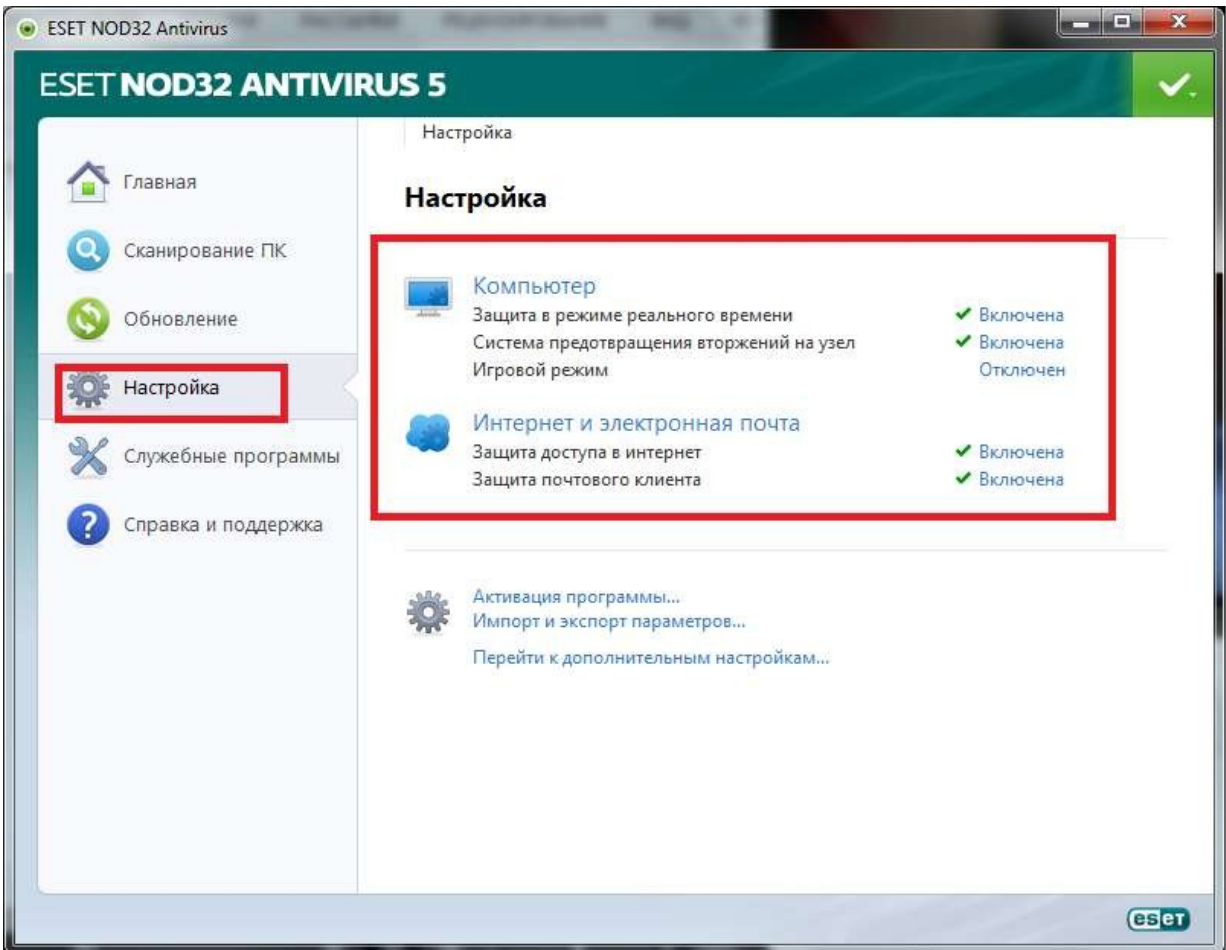 ESET NOD32 Antivirus
ESET NOD32 ANTIVIRUS 5
Главная
Сканирование ПК
Обновление
Настройка
Служебные программы
Справка и поддержка
Настройка
Настройка
Компьютер
Защита в режиме реального времени Включена
Система предотвращения вторжений на узел Включена
Игровой режим Отключен
Интернет и электронная почта
Защита доступа в интернет Включена
Защита почтового клиента Включена
Активация программы...
Импорт и экспорт параметров...
Перейти к дополнительным настройкам...
eseT